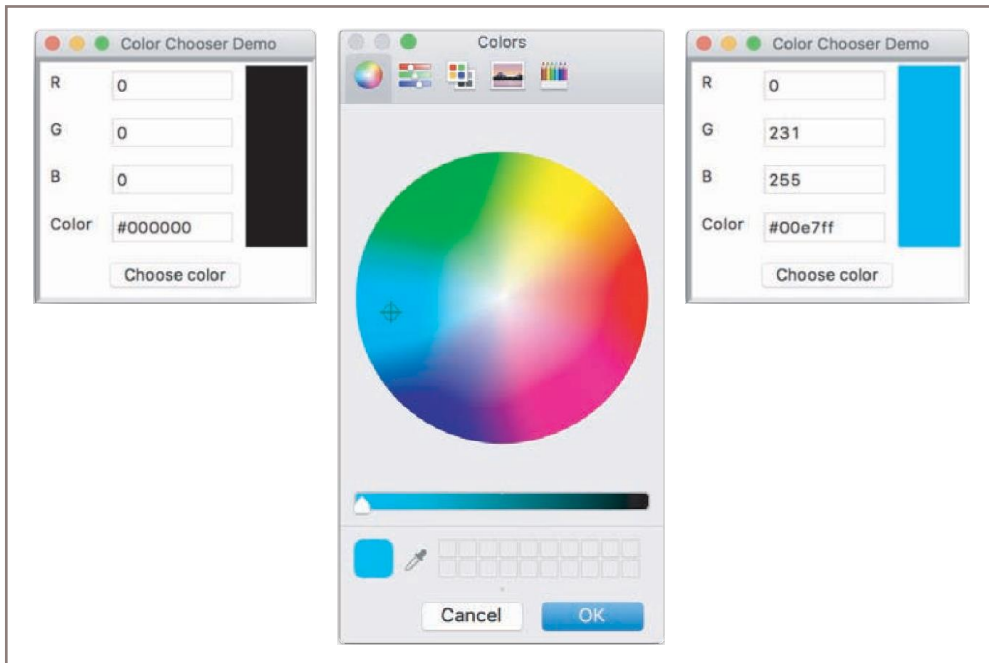 Color Chooser Demo
R 0
G 0
B 0
Color #000000
Choose color
Colors
Cancel OK
Color Chooser Demo
R 0
G 231
B 255
Color #00e7ff
Choose color